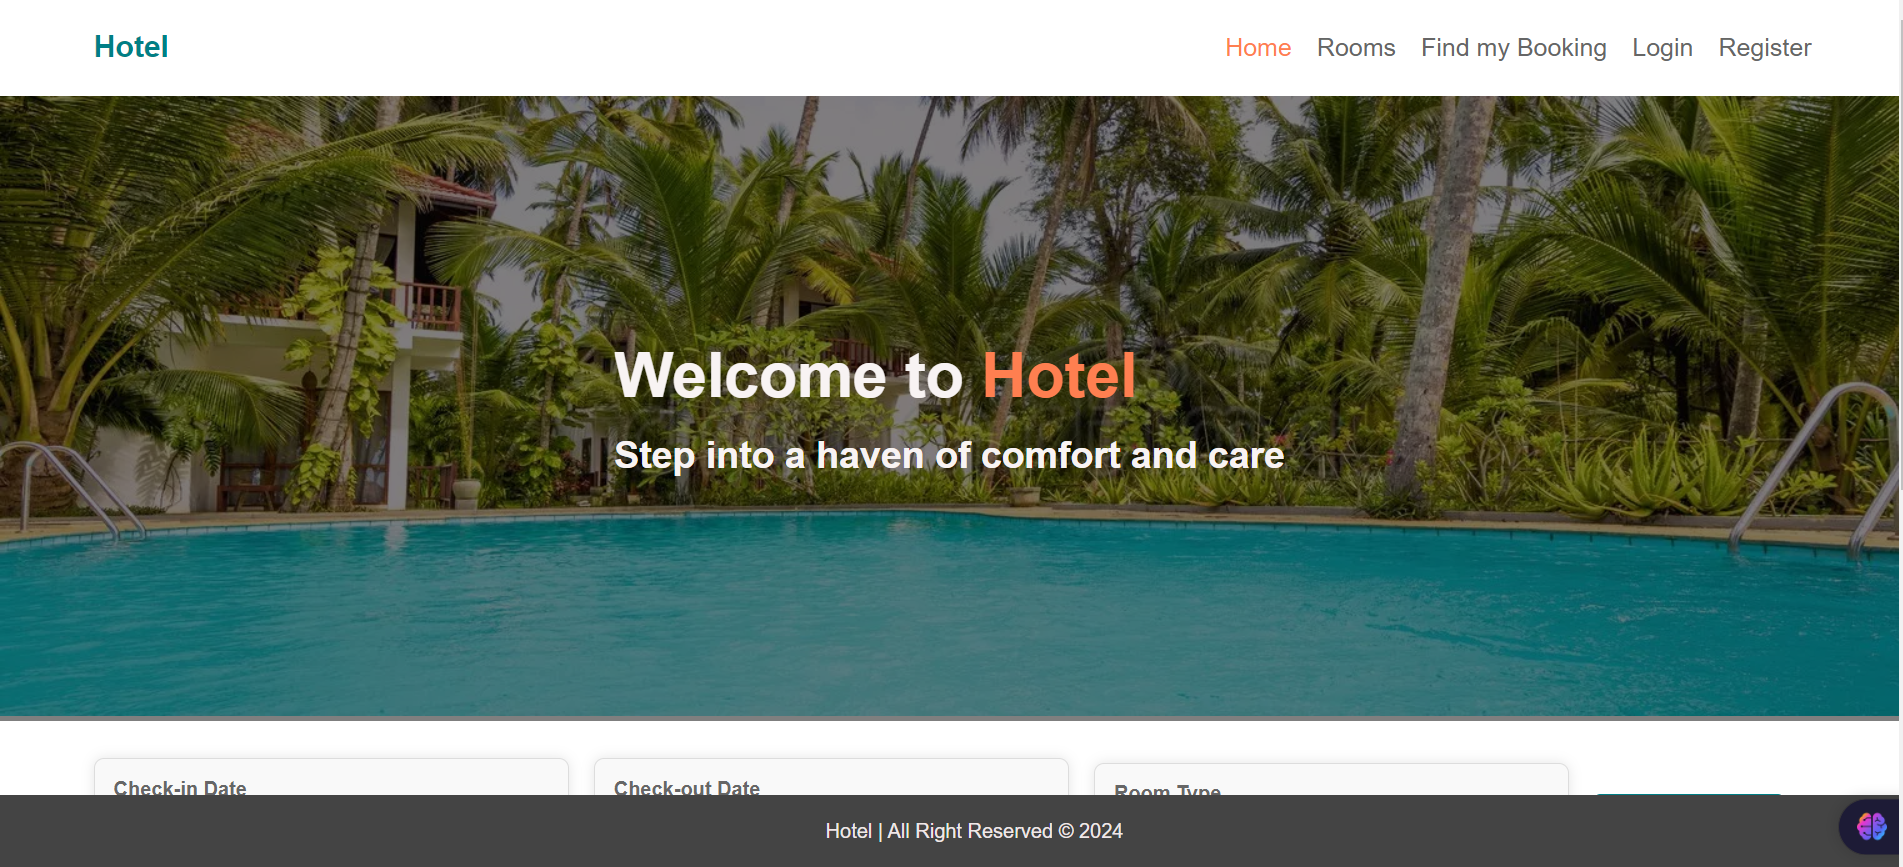 Hotel
Home Rooms Find my Booking Login Register
Welcome to Hotel
Step into a haven of comfort and care
Check-in Date Check-out Date Room Type
Hotel | All Right Reserved © 2024